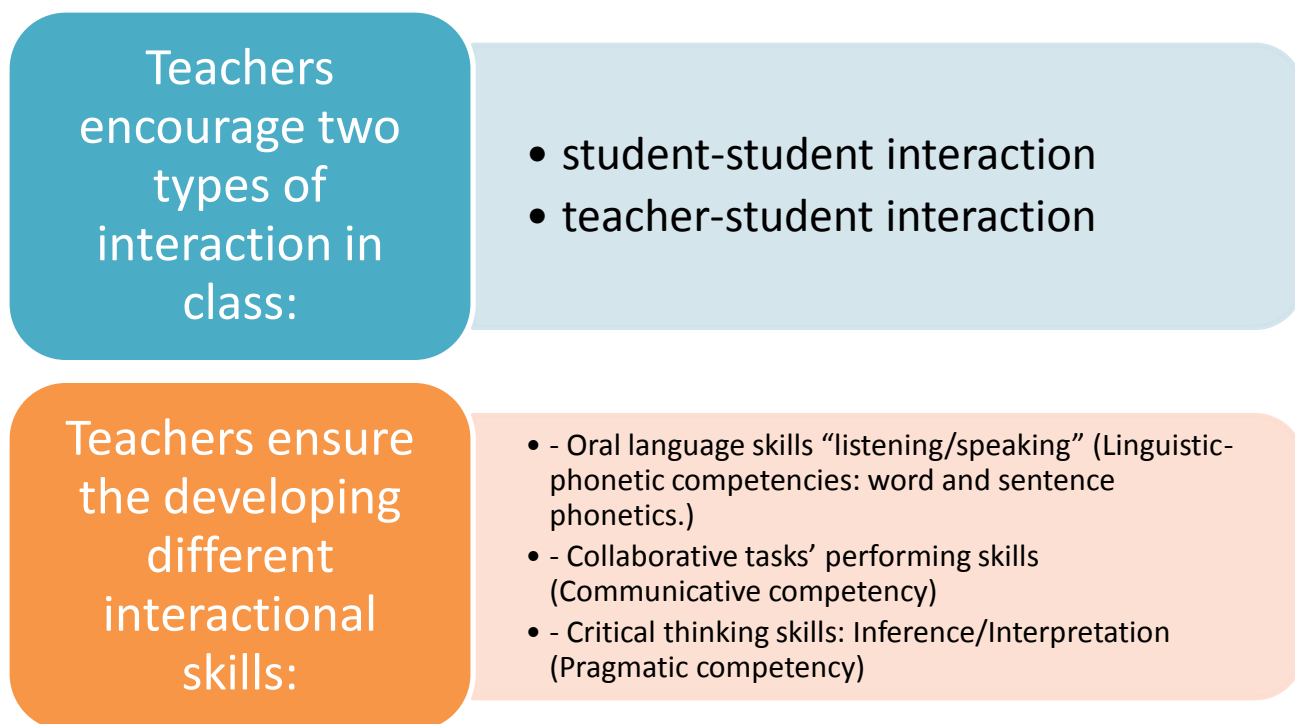 Teachers
encourage two
types of
interaction in
class:
• student-student interaction
• teacher-student interaction
Teachers ensure
the developing
different
interactional
skills:
• - Oral language skills “listening/speaking” (Linguistic-
phonetic competencies: word and sentence
phonetics.)
• - Collaborative tasks’ performing skills
(Communicative competency)
• - Critical thinking skills: Inference/Interpretation
(Pragmatic competency)